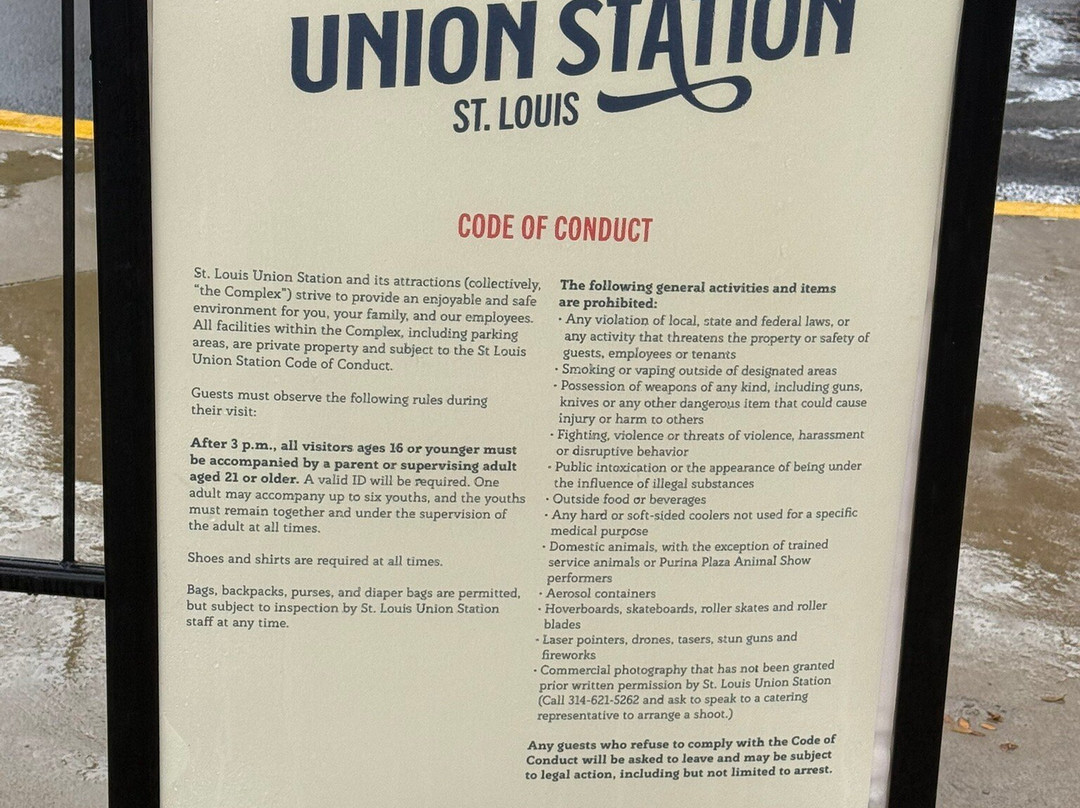 UNION STATION
ST. LOUIS
CODE OF CONDUCT
St. Louis Union Station and its attractions (collectively,
"the Complex") strive to provide an enjoyable and safe
environment for you, your family, and our employees.
All facilities within the Complex, including parking
areas, are private property and subject to the St Louis
Union Station Code of Conduct.
Guests must observe the following rules during
their visit:
After 3 p.m., all visitors ages 16 or younger must
be accompanied by a parent or supervising adult
aged 21 or older. A valid ID will be required. One
adult may accompany up to six youths, and the youths
must remain together and under the supervision of
the adult at all times.
Shoes and shirts are required at all times.
Bags, backpacks, purses, and diaper bags are permitted,
but subject to inspection by St. Louis Union Station
staff at any time.
The following general activities and items
are prohibited:
· Any violation of local, state and federal laws, or
any activity that threatens the property or safety of
guests, employees or tenants
· Smoking or vaping outside of designated areas
· Possession of weapons of any kind, including guns,
knives or any other dangerous item that could cause
injury or harm to others
· Fighting, violence or threats of violence, harassment
or disruptive behavior
· Public intoxication or the appearance of being under
the influence of illegal substances
· Outside food or beverages
· Any hard or soft-sided coolers not used for a specific
medical purpose
· Domestic animals, with the exception of trained
service animals or Purina Plaza Animal Show
performers
· Aerosol containers
· Hoverboards, skateboards, roller skates and roller
blades
· Laser pointers, drones, tasers, stun guns and
fireworks
· Commercial photography that has not been granted
prior written permission by St. Louis Union Station
(Call 314-621-5262 and ask to speak to a catering
representative to arrange a shoot.)
Any guests who refuse to comply with the Code of
Conduct will be asked to leave and may be subject
to legal action, including but not limited to arrest.